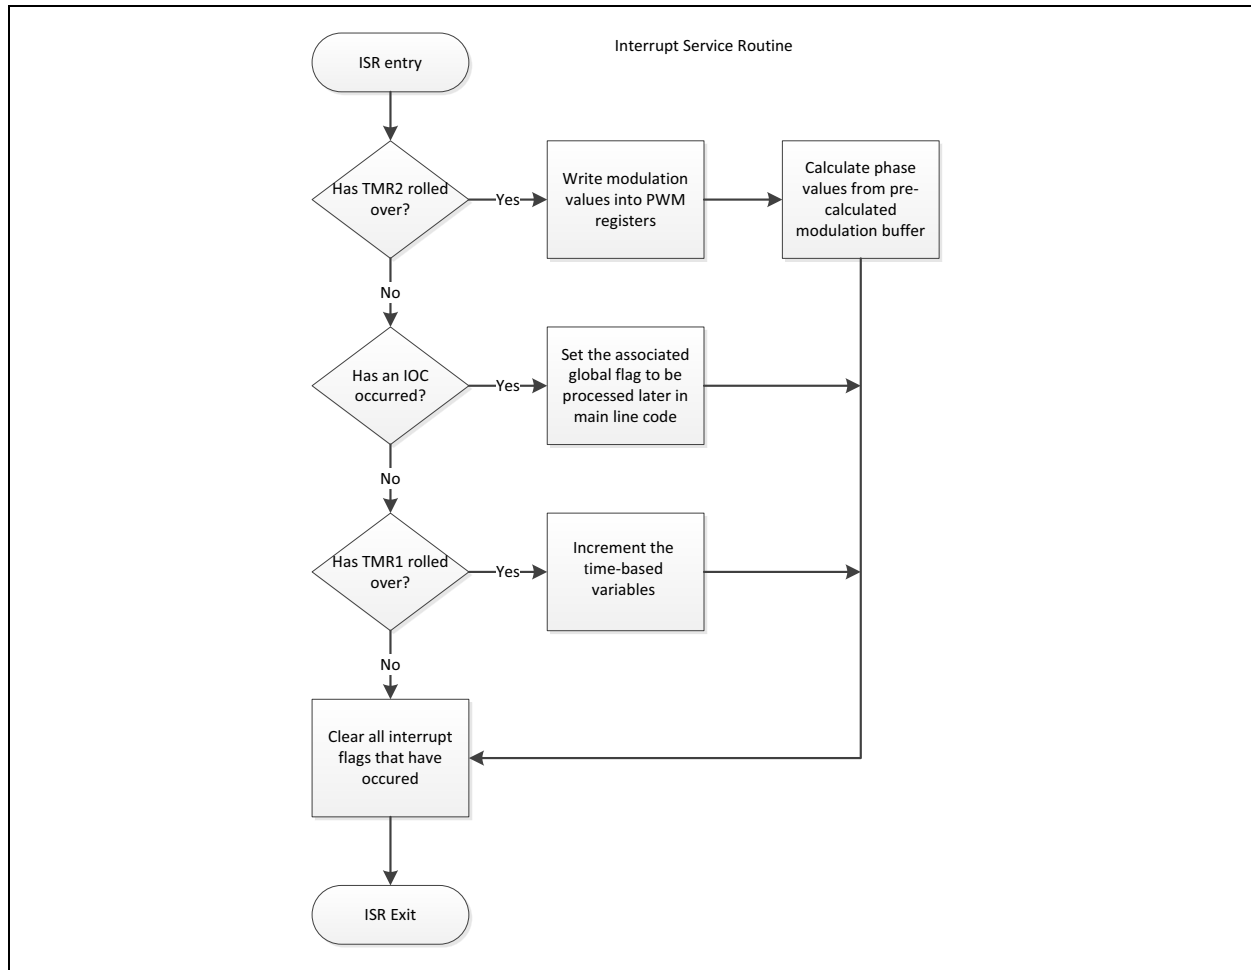 Interrupt Service Routine
ISR entry
Has TMR2 rolled
over?
Yes
Write modulation
values into PWM
registers
Calculate phase
values from pre-
calculated
modulation buffer
No
Has an IOC
occurred?
Yes
Set the associated
global flag to be
processed later in
main line code
No
Has TMR1 rolled
over?
Yes
Increment the
time-based
variables
No
Clear all interrupt
flags that have
occured
ISR Exit